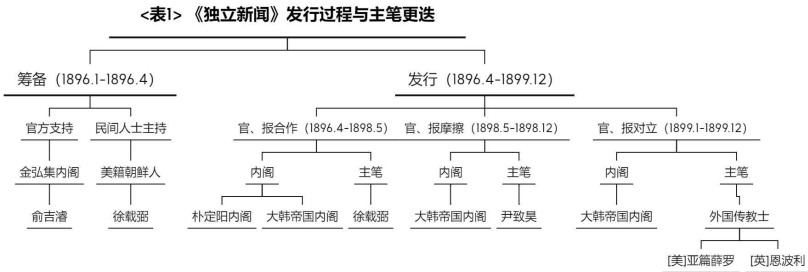 <表1> 《独立新闻》发行过程与主笔更迭
筹备（1896.1-1896.4） 发行（1896.4-1899.12）
官方支持 民间人士主持 官、报合作（1896.4-1898.5） 官、报摩擦（1898.5-1898.12） 官、报对立（1899.1-1899.12）
金弘集内阁 美籍朝鲜人 内阁 主笔 内阁 主笔 内阁 主笔
俞吉濬 徐载弼 朴定阳内阁 大韩帝国内阁 徐载弼 大韩帝国内阁 尹致昊 大韩帝国内阁 外国传教士
[美]亚篇薛罗 [英]恩波利